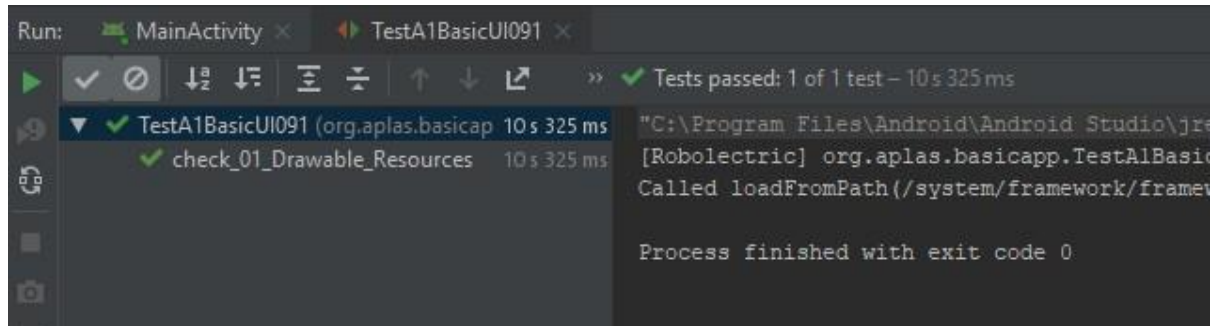 Run: MainActivity TestA1BasicUI091
Tests passed: 1 of 1 test – 10 s 325 ms
TestA1BasicUI091 (org.aplas.basicap 10 s 325 ms
check_01_Drawable_Resources 10 s 325 ms
"C:\Program Files\Android\Android Studio\jre
[Robolectric] org.aplas.basicapp.TestA1Basic
Called loadFromPath(/system/framework/framew
Process finished with exit code 0